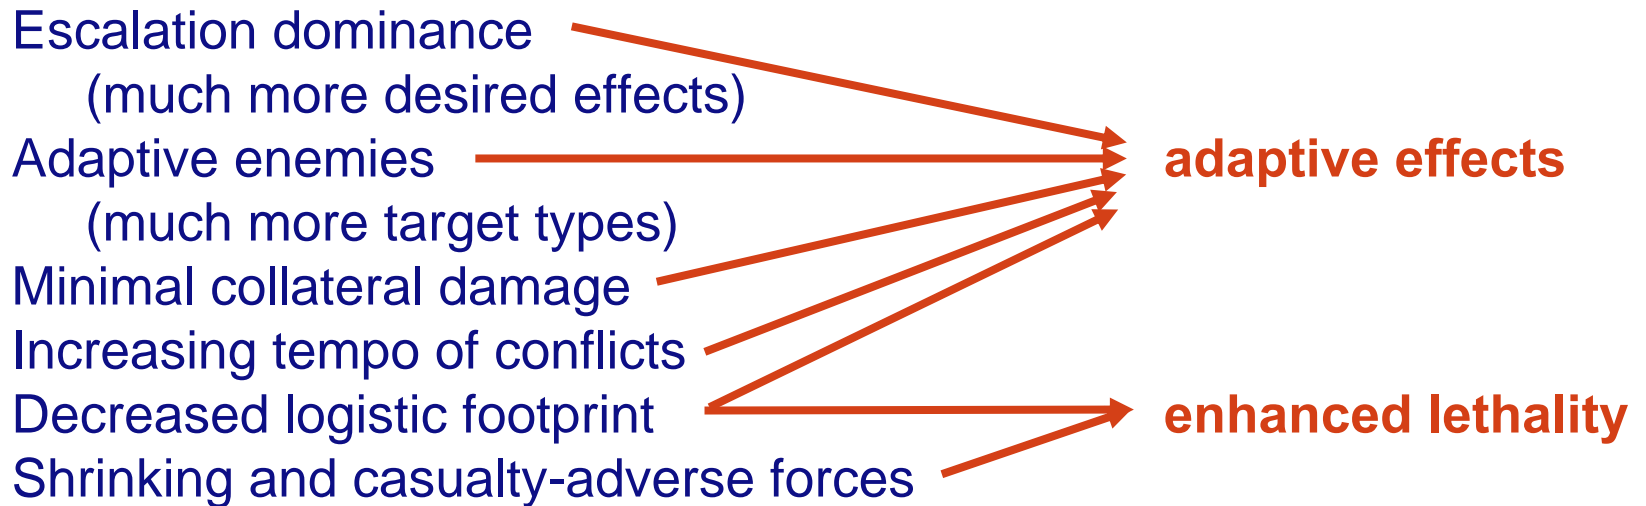 Escalation dominance
(much more desired effects)
Adaptive enemies
adaptive effects
(much more target types)
Minimal collateral damage
Increasing tempo of conflicts
Decreased logistic footprint
enhanced lethality
Shrinking and casualty-adverse forces